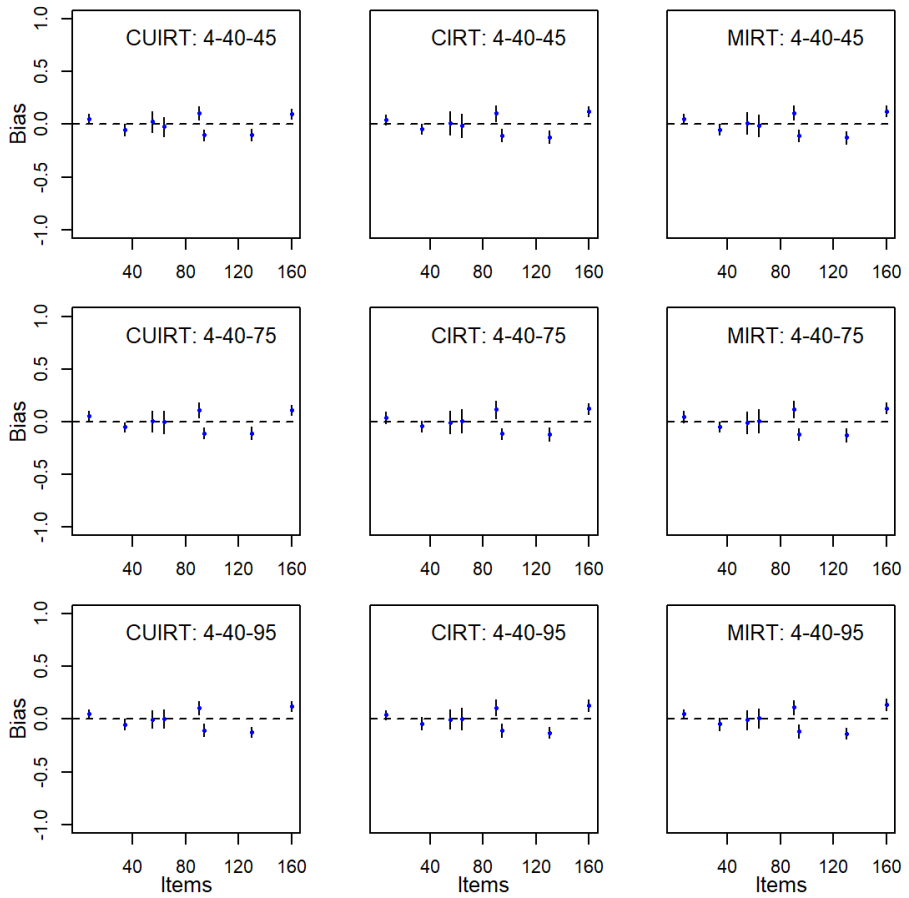 CUIRT: 4-40-45
CIRT: 4-40-45
MIRT: 4-40-45
Bias
1.0
0.5
0.0
-0.5
-1.0
40 80 120 160
40 80 120 160
40 80 120 160
CUIRT: 4-40-75
CIRT: 4-40-75
MIRT: 4-40-75
Bias
1.0
0.5
0.0
-0.5
-1.0
40 80 120 160
40 80 120 160
40 80 120 160
CUIRT: 4-40-95
CIRT: 4-40-95
MIRT: 4-40-95
Bias
1.0
0.5
0.0
-0.5
-1.0
40 80 120 160
40 80 120 160
40 80 120 160
Items
Items
Items